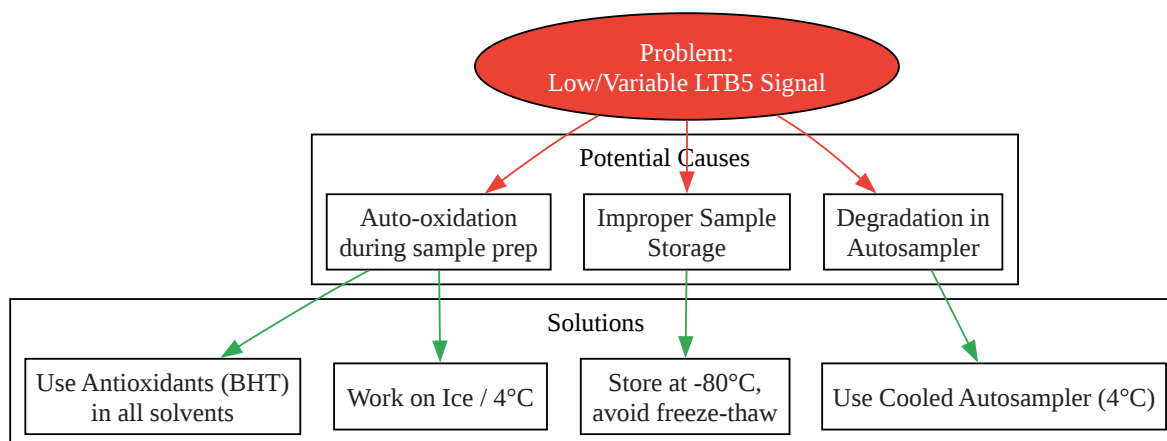 Problem:
Low/Variable LTB5 Signal
Potential Causes
Auto-oxidation
during sample prep
Improper Sample
Storage
Degradation in
Autosampler
Solutions
Use Antioxidants (BHT)
in all solvents
Work on Ice / 4°C
Store at -80°C,
avoid freeze-thaw
Use Cooled Autosampler (4°C)